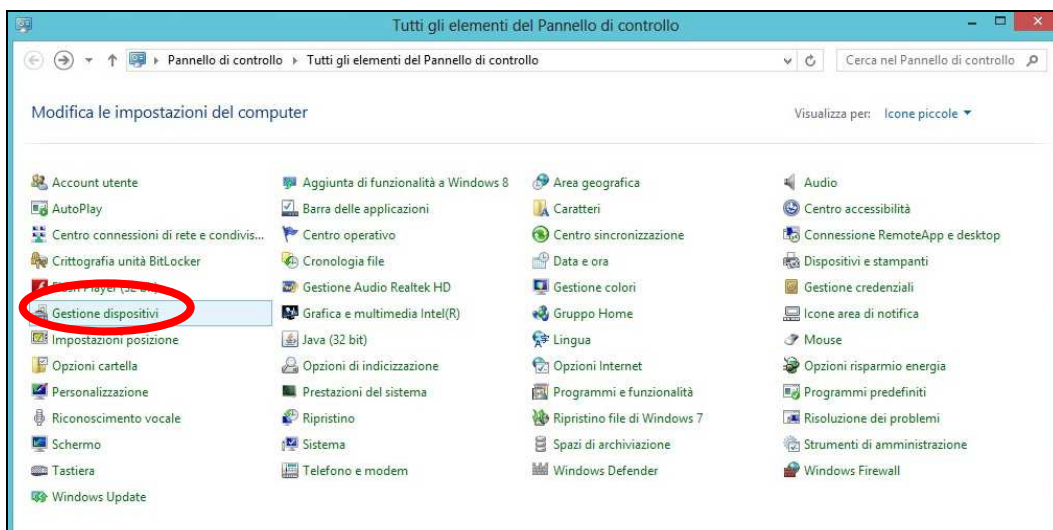 Tutti gli elementi del Pannello di controllo
Pannello di controllo Tutti gli elementi del Pannello di controllo
Cerca nel Pannello di controllo
Modifica le impostazioni del computer
Visualizza per: Icone piccole
Account utente
Aggiunta di funzionalità a Windows 8
Area geografica
Audio
AutoPlay
Barra delle applicazioni
Caratteri
Centro accessibilità
Centro connessioni di rete e condivis...
Centro operativo
Centro sincronizzazione
Connessione RemoteApp e desktop
Crittografia unità BitLocker
Cronologia file
Data e ora
Dispositivi e stampanti
Flash Player (32 bit)
Gestione Audio Realtek HD
Gestione colori
Gestione credenziali
Gestione dispositivi
Grafica e multimedia Intel(R)
Gruppo Home
Icone area di notifica
Impostazioni posizione
Java (32 bit)
Lingua
Mouse
Opzioni cartella
Opzioni di indicizzazione
Opzioni Internet
Opzioni risparmio energia
Personalizzazione
Prestazioni del sistema
Programmi e funzionalità
Programmi predefiniti
Riconoscimento vocale
Ripristino
Ripristino file di Windows 7
Risoluzione dei problemi
Schermo
Sistema
Spazi di archiviazione
Strumenti di amministrazione
Tastiera
Telefono e modem
Windows Defender
Windows Firewall
Windows Update